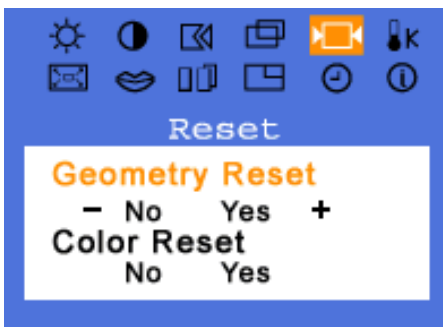 K
Reset
Geometry Reset
- No Yes +
Color Reset
No Yes